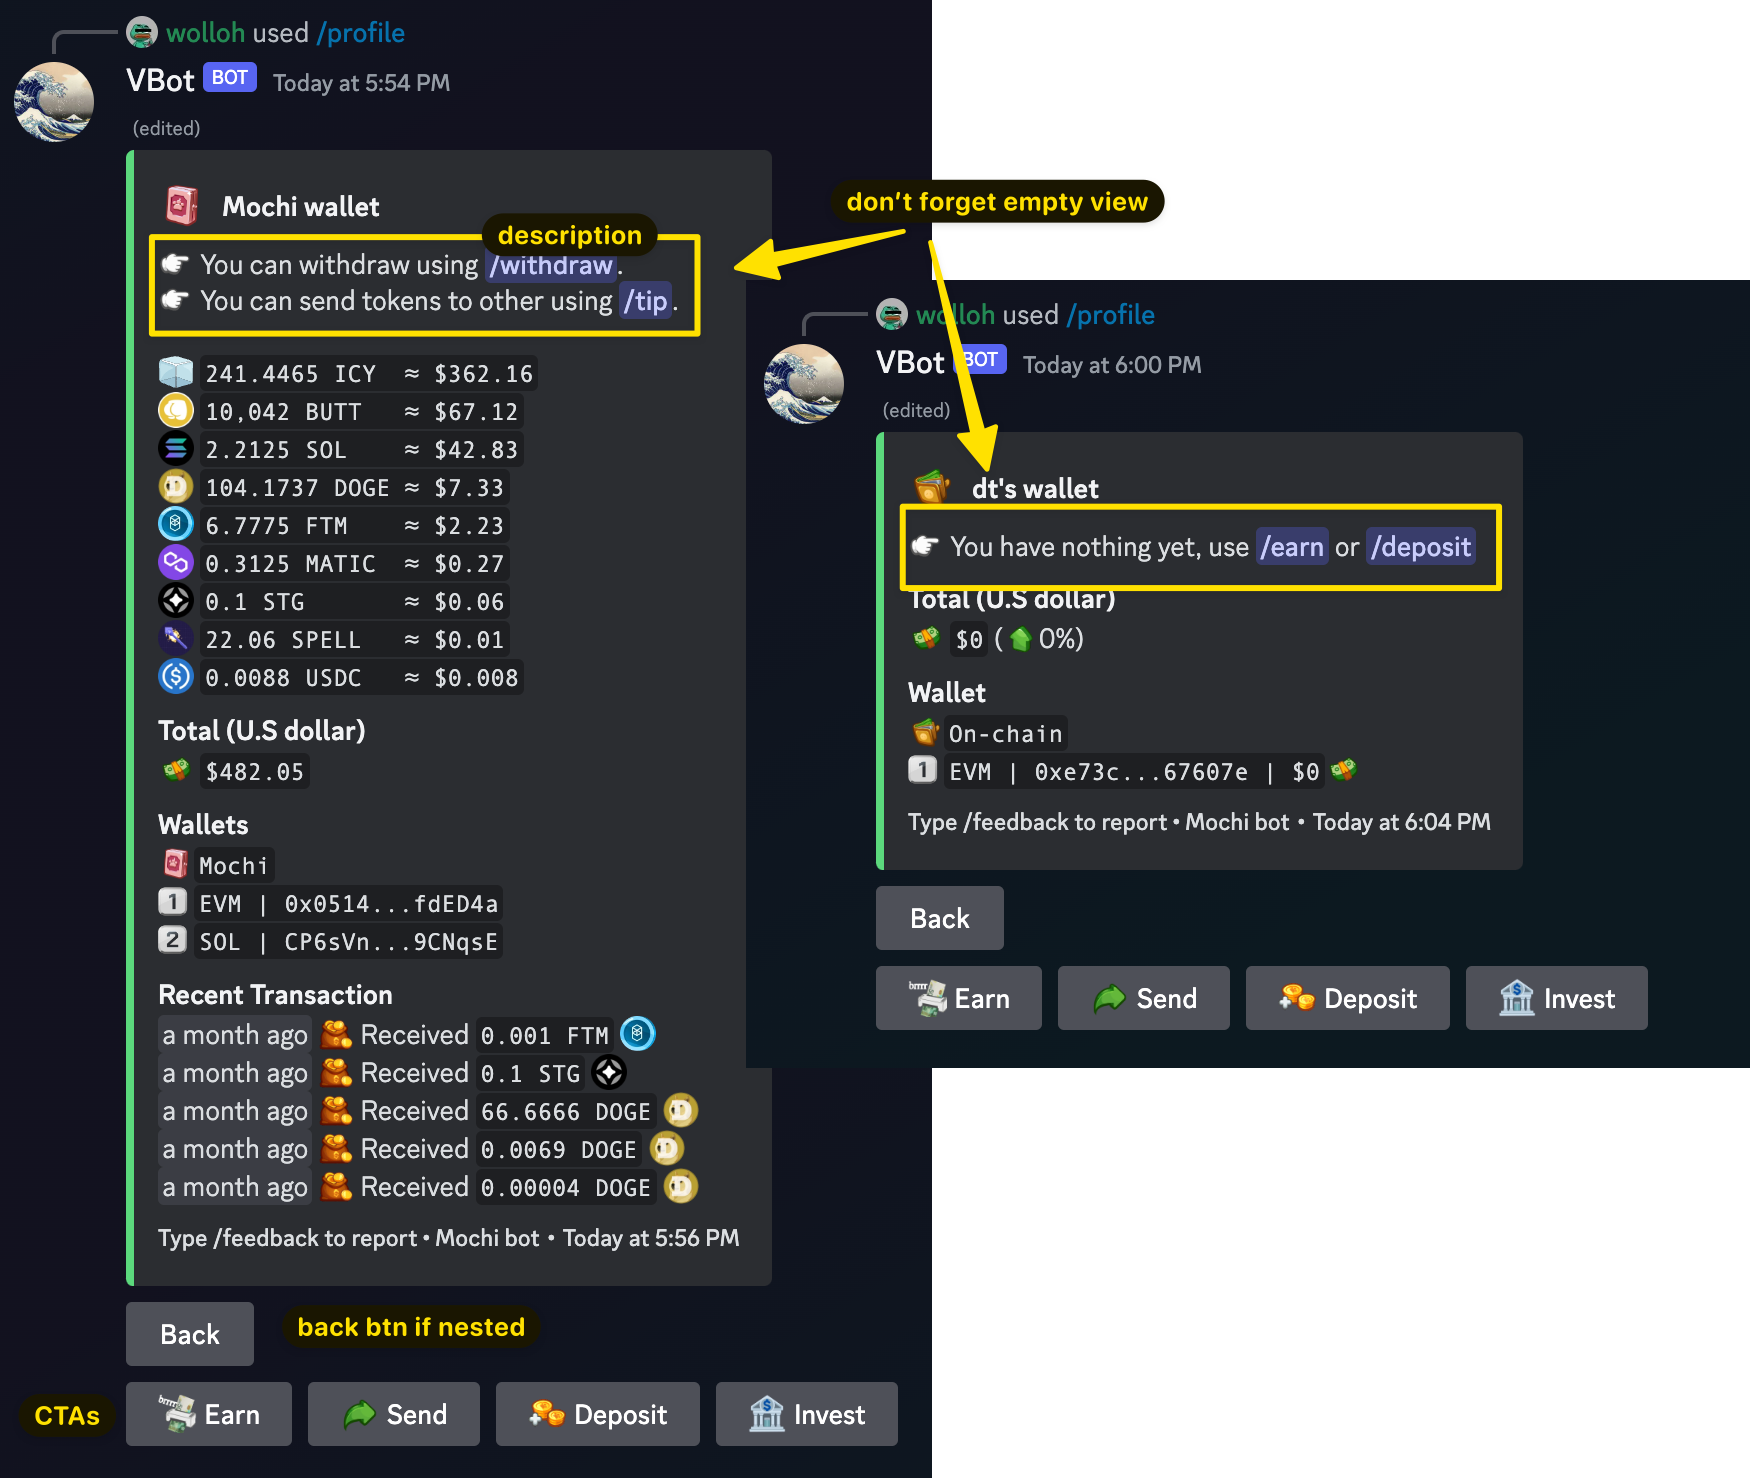 wolloh used /profile
VBot BOT Today at 5:54 PM
(edited)
Mochi wallet
description
You can withdraw using /withdraw.
You can send tokens to other using /tip.
241.4465 ICY ≈ $362.16
10,042 BUTT ≈ $67.12
2.2125 SOL ≈ $42.83
104.1737 DOGE ≈ $7.33
6.7775 FTM ≈ $2.23
0.3125 MATIC ≈ $0.27
0.1 STG ≈ $0.06
22.06 SPELL ≈ $0.01
0.0088 USDC ≈ $0.008
Total (U.S dollar)
$482.05
Wallets
Mochi
1 EVM | 0x0514...fdED4a
2 SOL | CP6sVn...9CNqsE
Recent Transaction
a month ago Received 0.001 FTM
a month ago Received 0.1 STG
a month ago Received 66.6666 DOGE
a month ago Received 0.0069 DOGE
a month ago Received 0.00004 DOGE
Type /feedback to report • Mochi bot • Today at 5:56 PM
Back
back btn if nested
CTAs
brrrr Earn
Send
Deposit
Invest
don't forget empty view
wolloh used /profile
VBot BOT Today at 6:00 PM
(edited)
dt's wallet
You have nothing yet, use /earn or /deposit
Total (U.S dollar)
$0 ( 0%)
Wallet
On-chain
1 EVM | 0xe73c...67607e | $0
Type /feedback to report • Mochi bot • Today at 6:04 PM
Back
brrrr Earn
Send
Deposit
Invest